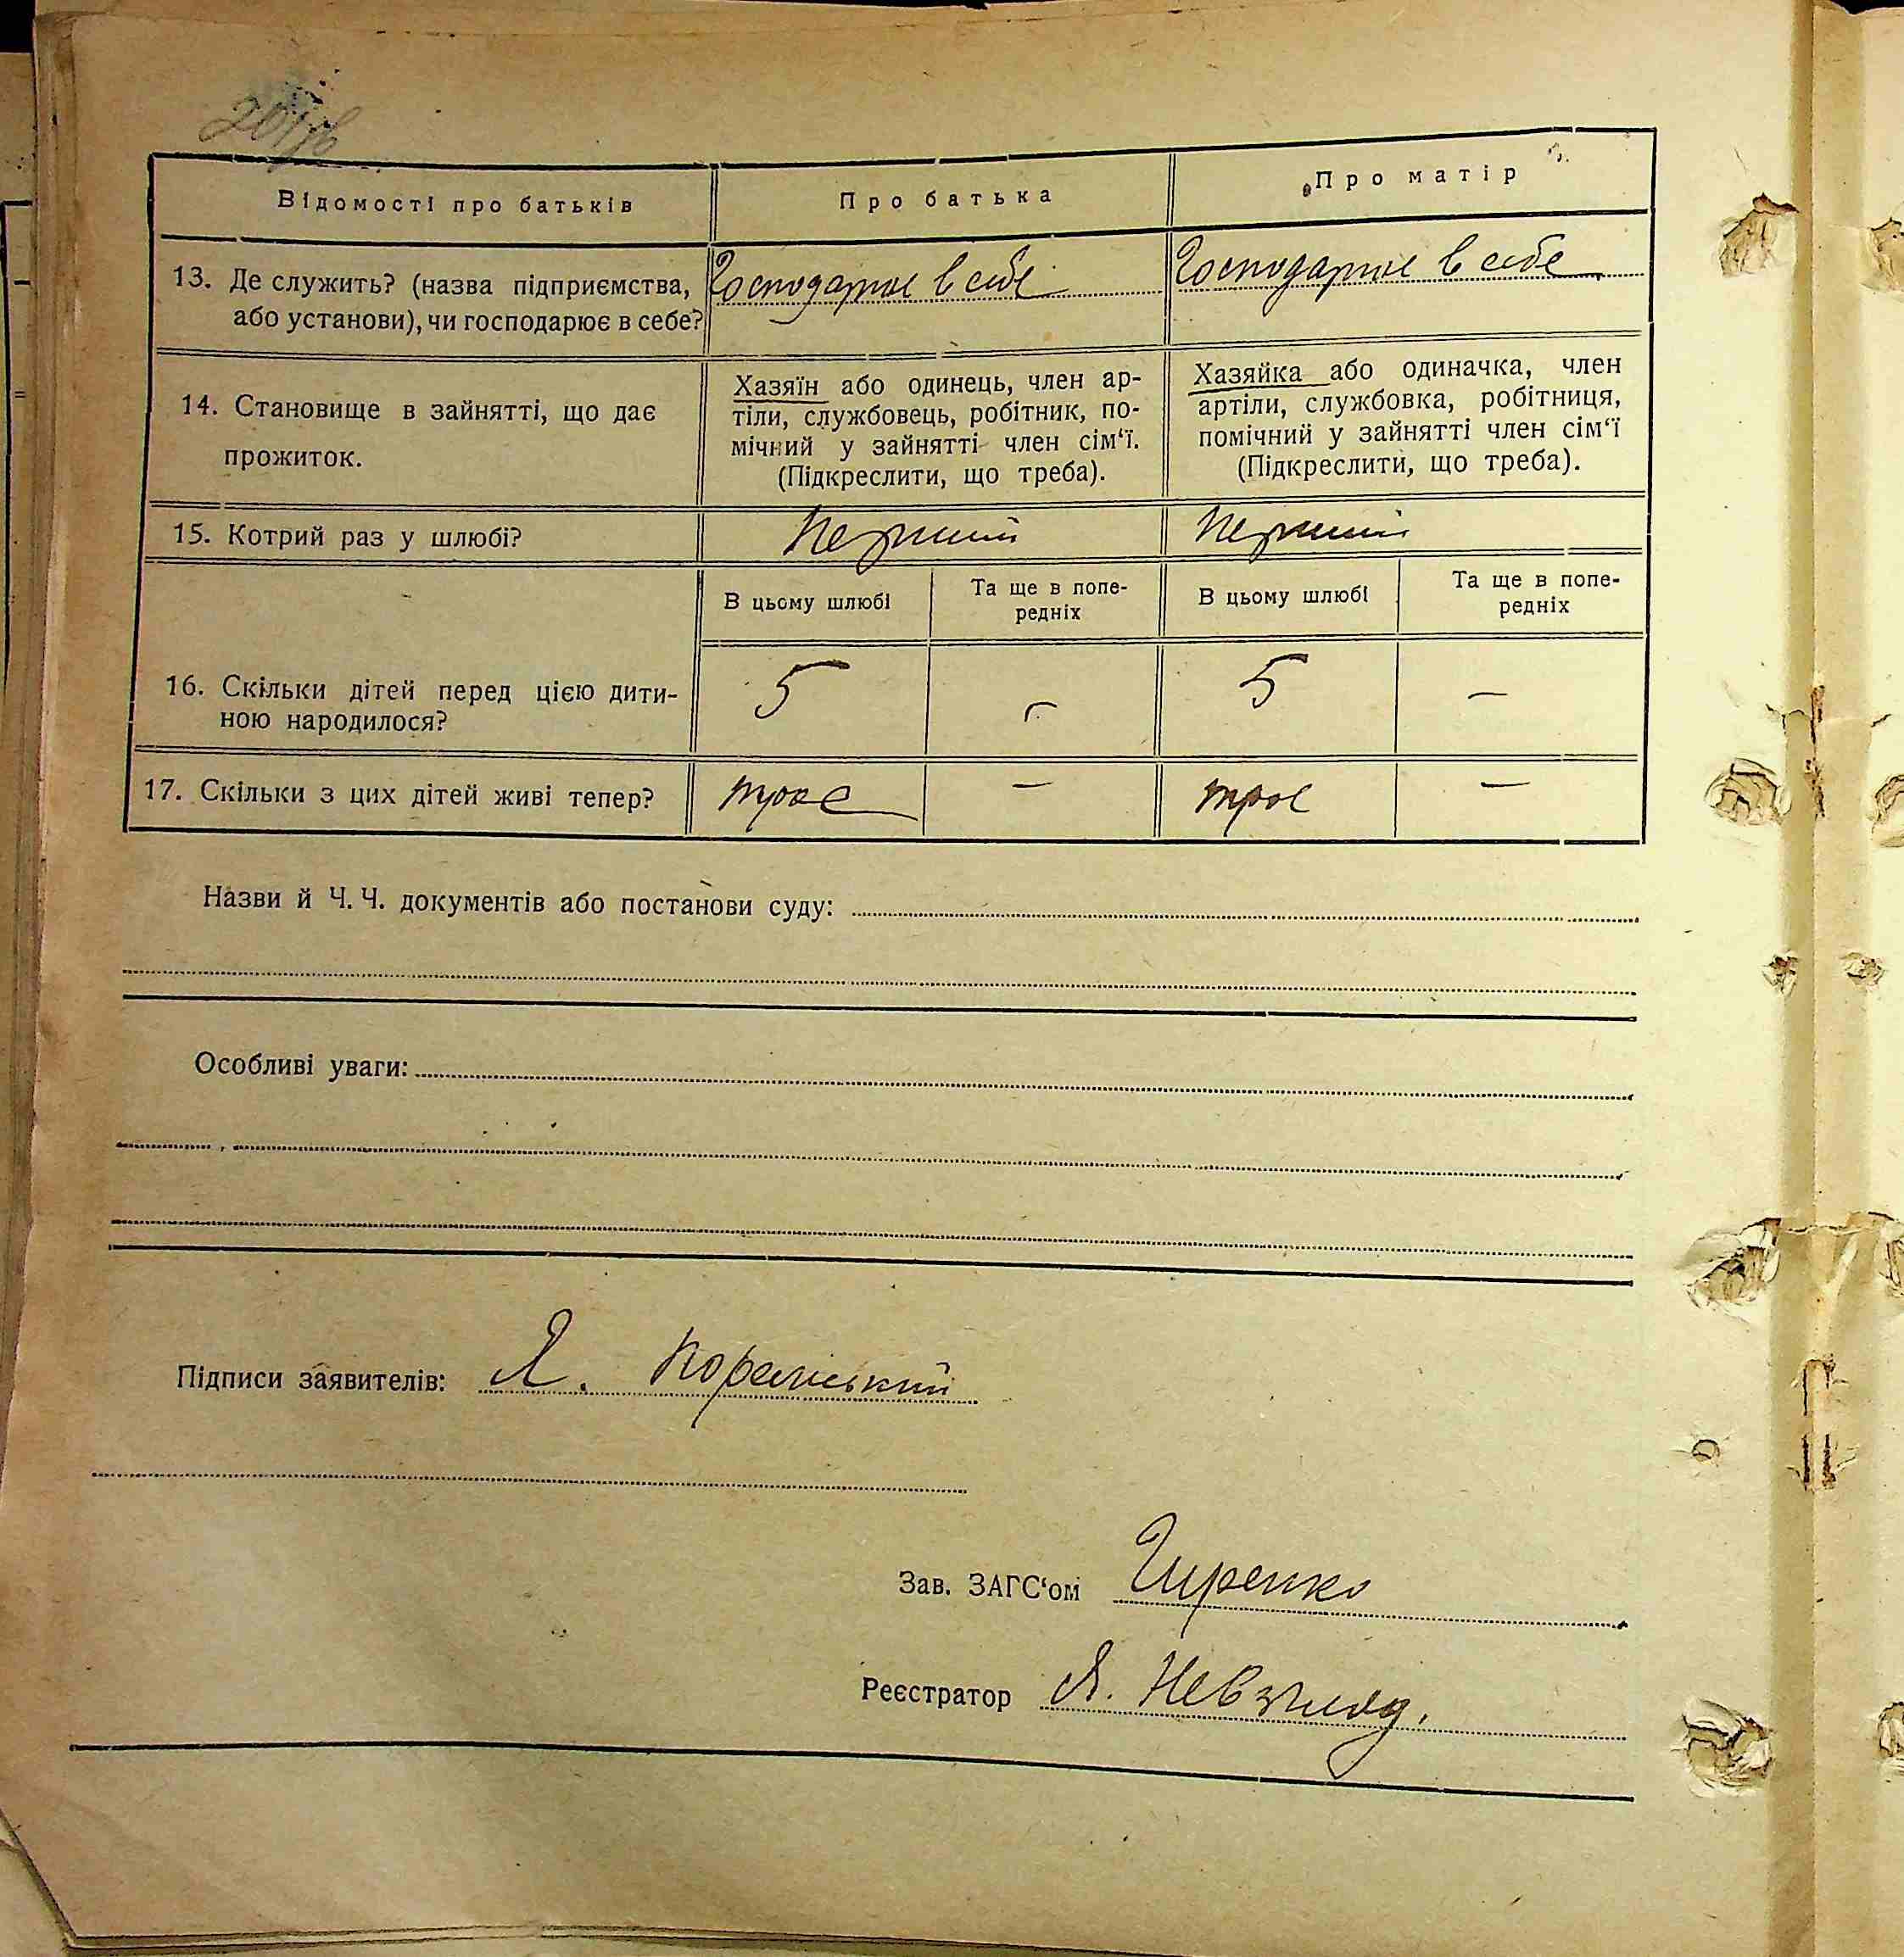 Відомості про батьків
Про батька
Про матір
13. Де служить? (назва підприємства,
або установи), чи господарює в себе?
Господарює в себе
Господарює в себе
14. Становище в зайнятті, що дає
прожиток.
Хазяїн або одинець, член ар-
тіли, службовець, робітник, по-
мічний у зайнятті член сім‘ї.
(Підкреслити, що треба).
Хазяйка або одиначка, член
артіли, службовка, робітниця,
помічний у зайнятті член сім‘ї
(Підкреслити, що треба).
15. Котрий раз у шлюбі?
Перший
Перший
В цьому шлюбі
Та ще в попе-
редніх
В цьому шлюбі
Та ще в попе-
редніх
16. Скільки дітей перед цією дити-
ною народилося?
5
–
5
–
17. Скільки з цих дітей живі тепер?
троє
–
троє
–
Назви й Ч. Ч. документів або постанови суду:
Особливі уваги:
Підписи заявителів: Я.
Зав. ЗАГС‘ом Гиренко
Реєстратор Я.